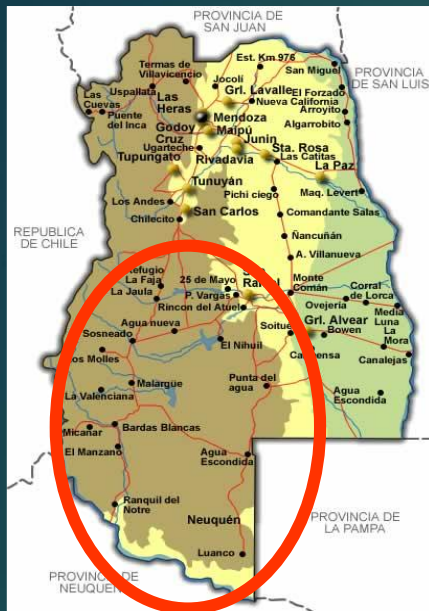 PROVINCIA DE
SAN JUAN
Termas de
Villavicencio
Est. Km 976
San Miguel
PROVINCIA
DE SAN LUIS
Jocolí
Las
Cuevas
Uspallata
Las
Heras
Grl. Lavalle
El Forzado
Nueva California
Arroyito
Puente
del Inca
Mendoza
Algarrobito
Godoy
Cruz
Maipú
Junin
Ugarteche
Sta. Rosa
Tupungato
Rivadavia
Las Catitas
La Paz
Tunuyán
Pichi ciego
Maq. Levert
Los Andes
San Carlos
Comandante Salas
Chilecito
REPUBLICA
DE CHILE
Ñancuñán
A. Villanueva
Refugio
La Faja
25 de Mayo
Monte
Comán
Corral
de Lorca
La Jaula
P. Vargas
Rincon del Atuel
Ovejería
Media
Luna
Agua nueva
Soitue
Grl. Alvear
Bowen
La
Mora
Sosneado
El Nihuil
Canalejas
Molles
Malargüe
Punta del
agua
La Valenciana
Agua
Escondida
Micanar
Bardas Blancas
El Manzano
Agua
Escondida
Ranquil del
Notre
Neuquén
PROVINCIA DE
LA PAMPA
Luanco
PROVINCIA DE
NEUQUEN